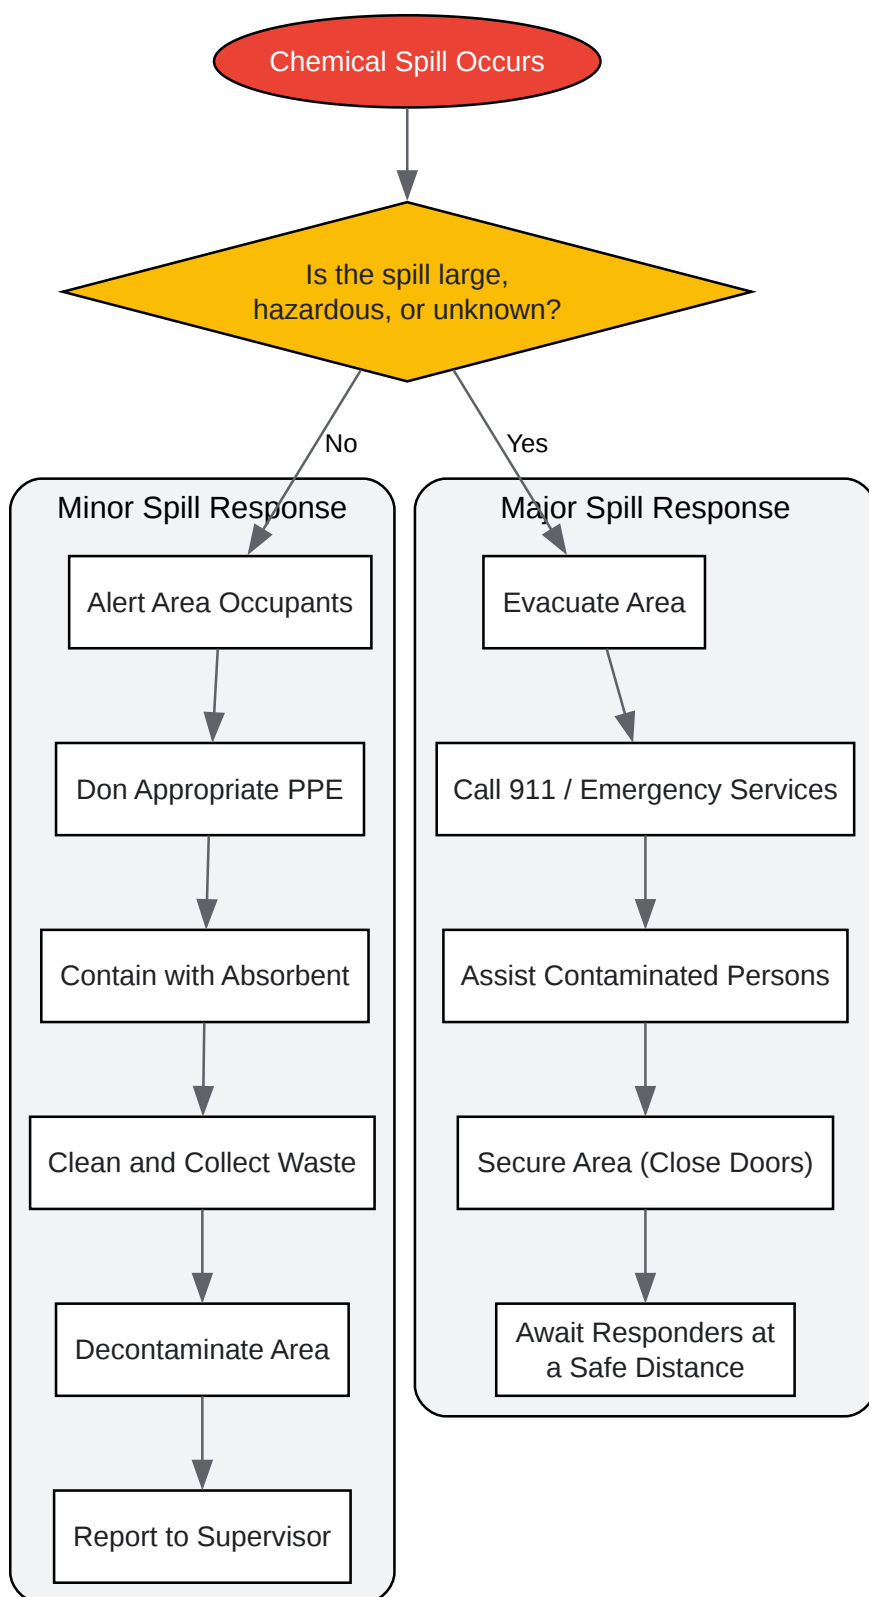 Chemical Spill Occurs
Is the spill large,
hazardous, or unknown?
No
Yes
Minor Spill Response
Alert Area Occupants
Don Appropriate PPE
Contain with Absorbent
Clean and Collect Waste
Decontaminate Area
Report to Supervisor
Major Spill Response
Evacuate Area
Call 911 / Emergency Services
Assist Contaminated Persons
Secure Area (Close Doors)
Await Responders at
a Safe Distance